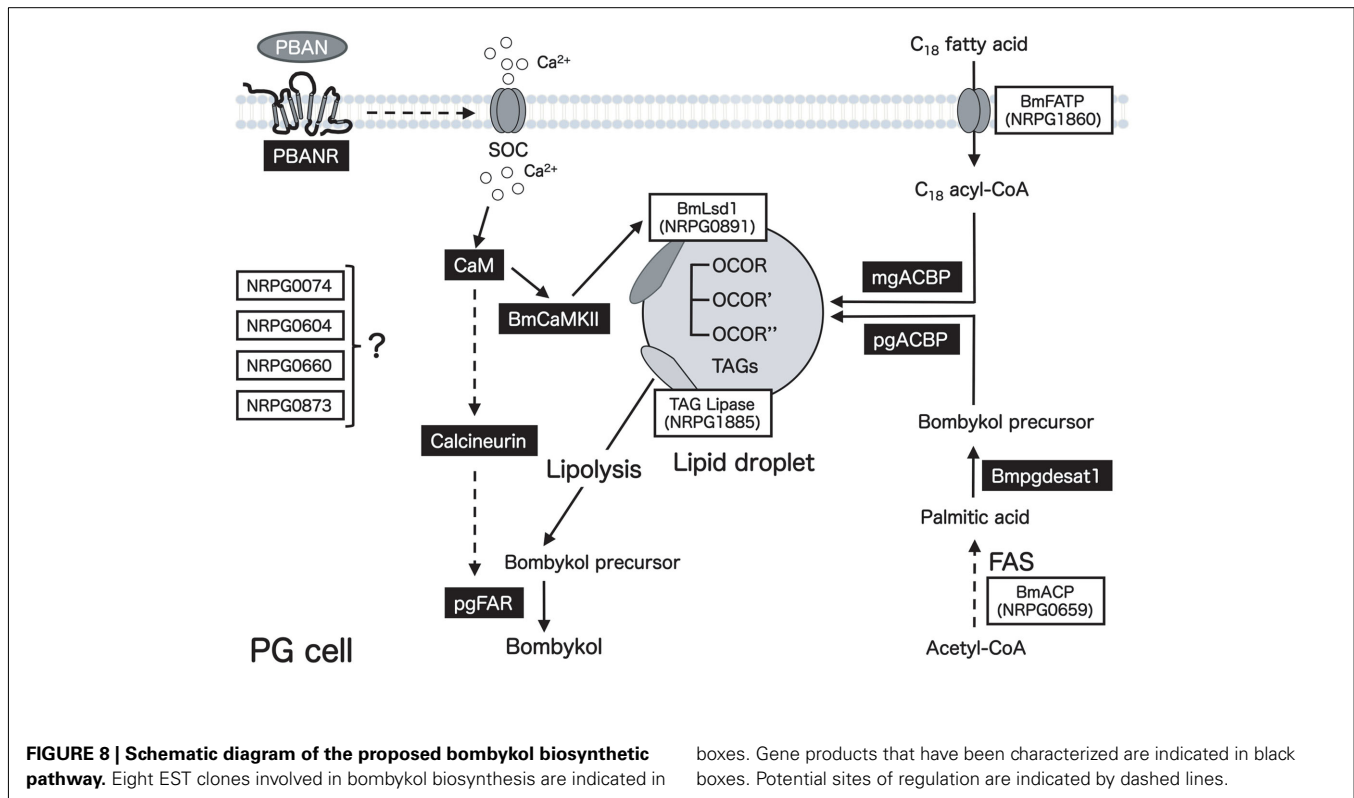 PBAN
PBANR
Ca2+
SOC
Ca2+
C18 fatty acid
BmFATP
(NRPG1860)
C18 acyl-CoA
BmLsd1
(NRPG0891)
CaM
BmCaMKII
OCOR
OCOR'
OCOR''
TAGs
mgACBP
pgACBP
NRPG0074
NRPG0604
NRPG0660
NRPG0873
?
TAG Lipase
(NRPG1885)
Calcineurin
Lipolysis
Lipid droplet
Bombykol precursor
Bmpgdesat1
Palmitic acid
FAS
BmACP
(NRPG0659)
Acetyl-CoA
Bombykol precursor
pgFAR
Bombykol
PG cell
FIGURE 8 | Schematic diagram of the proposed bombykol biosynthetic
pathway. Eight EST clones involved in bombykol biosynthesis are indicated in
boxes. Gene products that have been characterized are indicated in black
boxes. Potential sites of regulation are indicated by dashed lines.